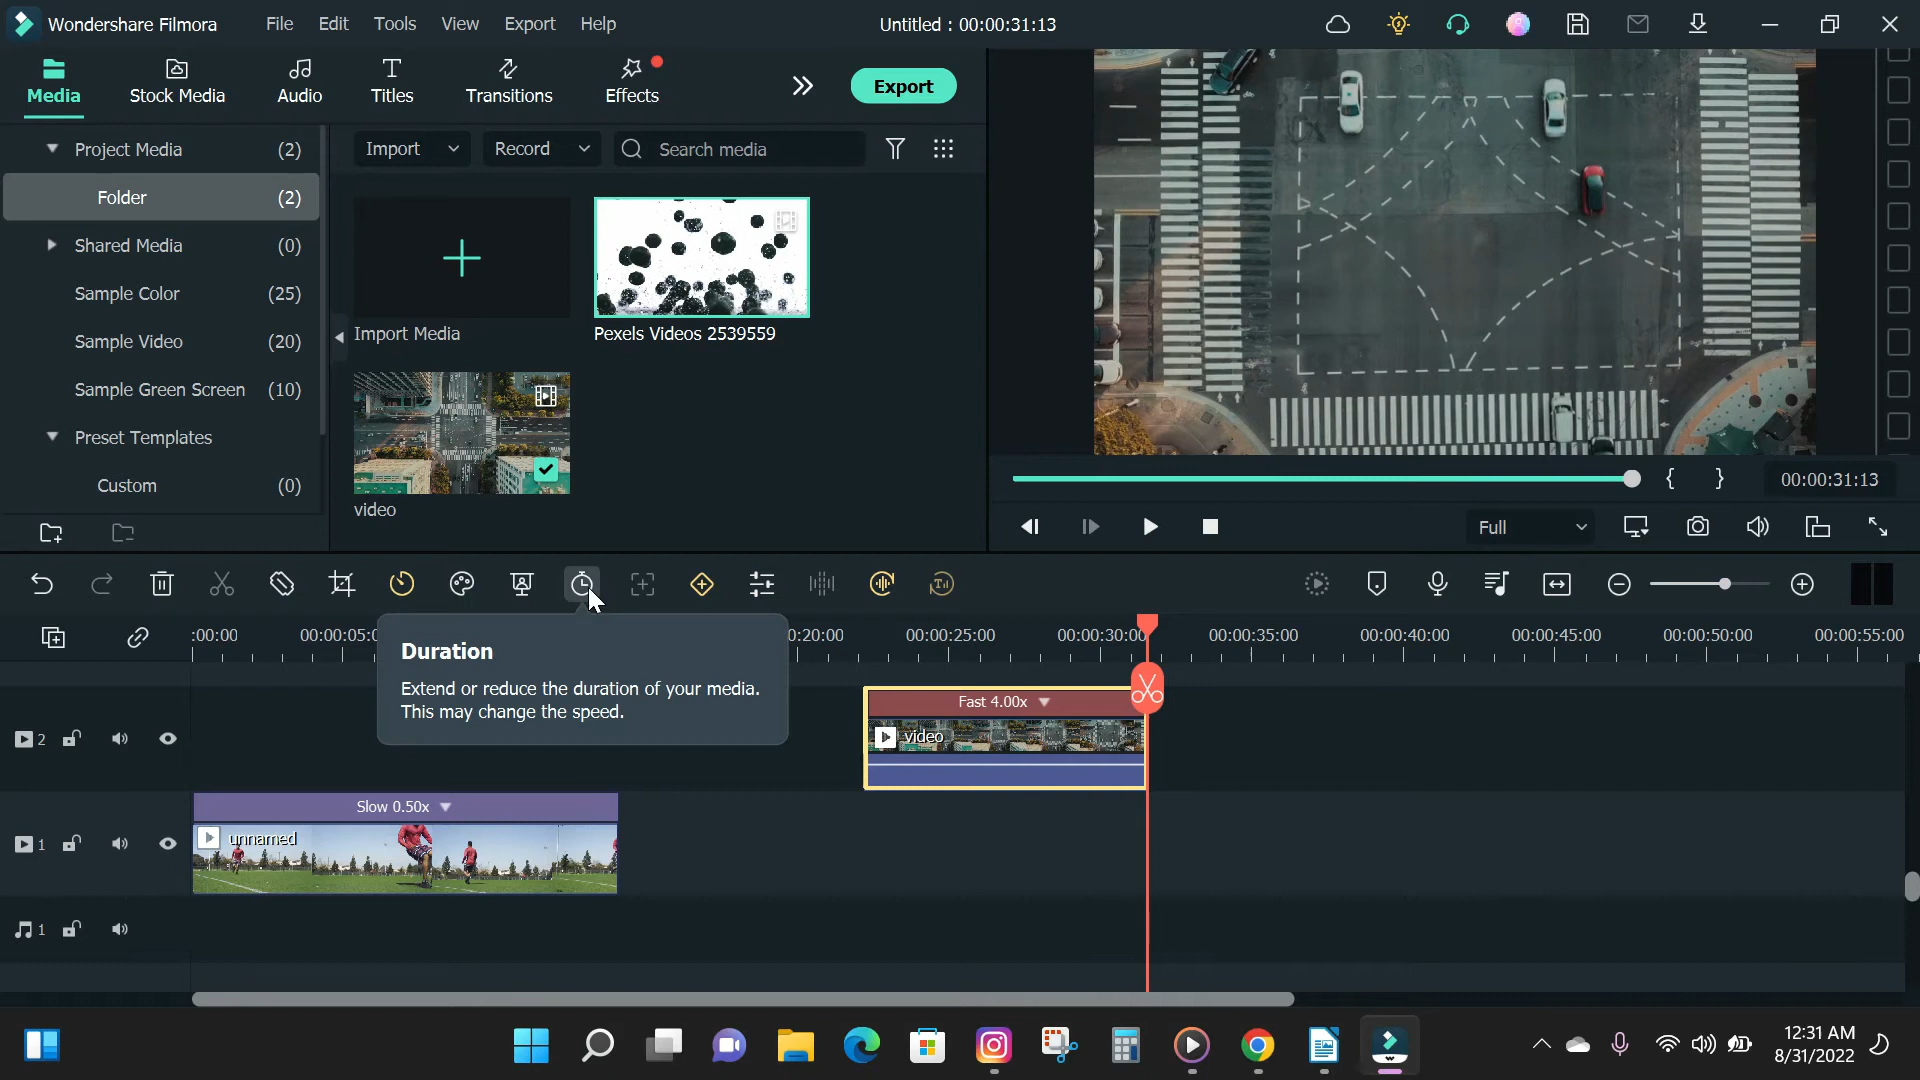 Wondershare Filmora
File
Edit
Tools
View
Export
Help
Untitled : 00:00:31:13
Media
Stock Media
Audio
Titles
Transitions
Effects
Export
Project Media (2)
Folder (2)
Shared Media (0)
Sample Color (25)
Sample Video (20)
Sample Green Screen (10)
Preset Templates
Custom (0)
Import
Record
Search media
Import Media
Pexels Videos 2539559
video
{ }
00:00:31:13
Full
:00:00
00:00:05:0
0:20:00
00:00:25:00
00:00:30:00
00:00:35:00
00:00:40:00
00:00:45:00
00:00:50:00
00:00:55:00
Duration
Extend or reduce the duration of your media.
This may change the speed.
Fast 4.00x
video
2
Slow 0.50x
unnamed
1
1
12:31 AM
8/31/2022